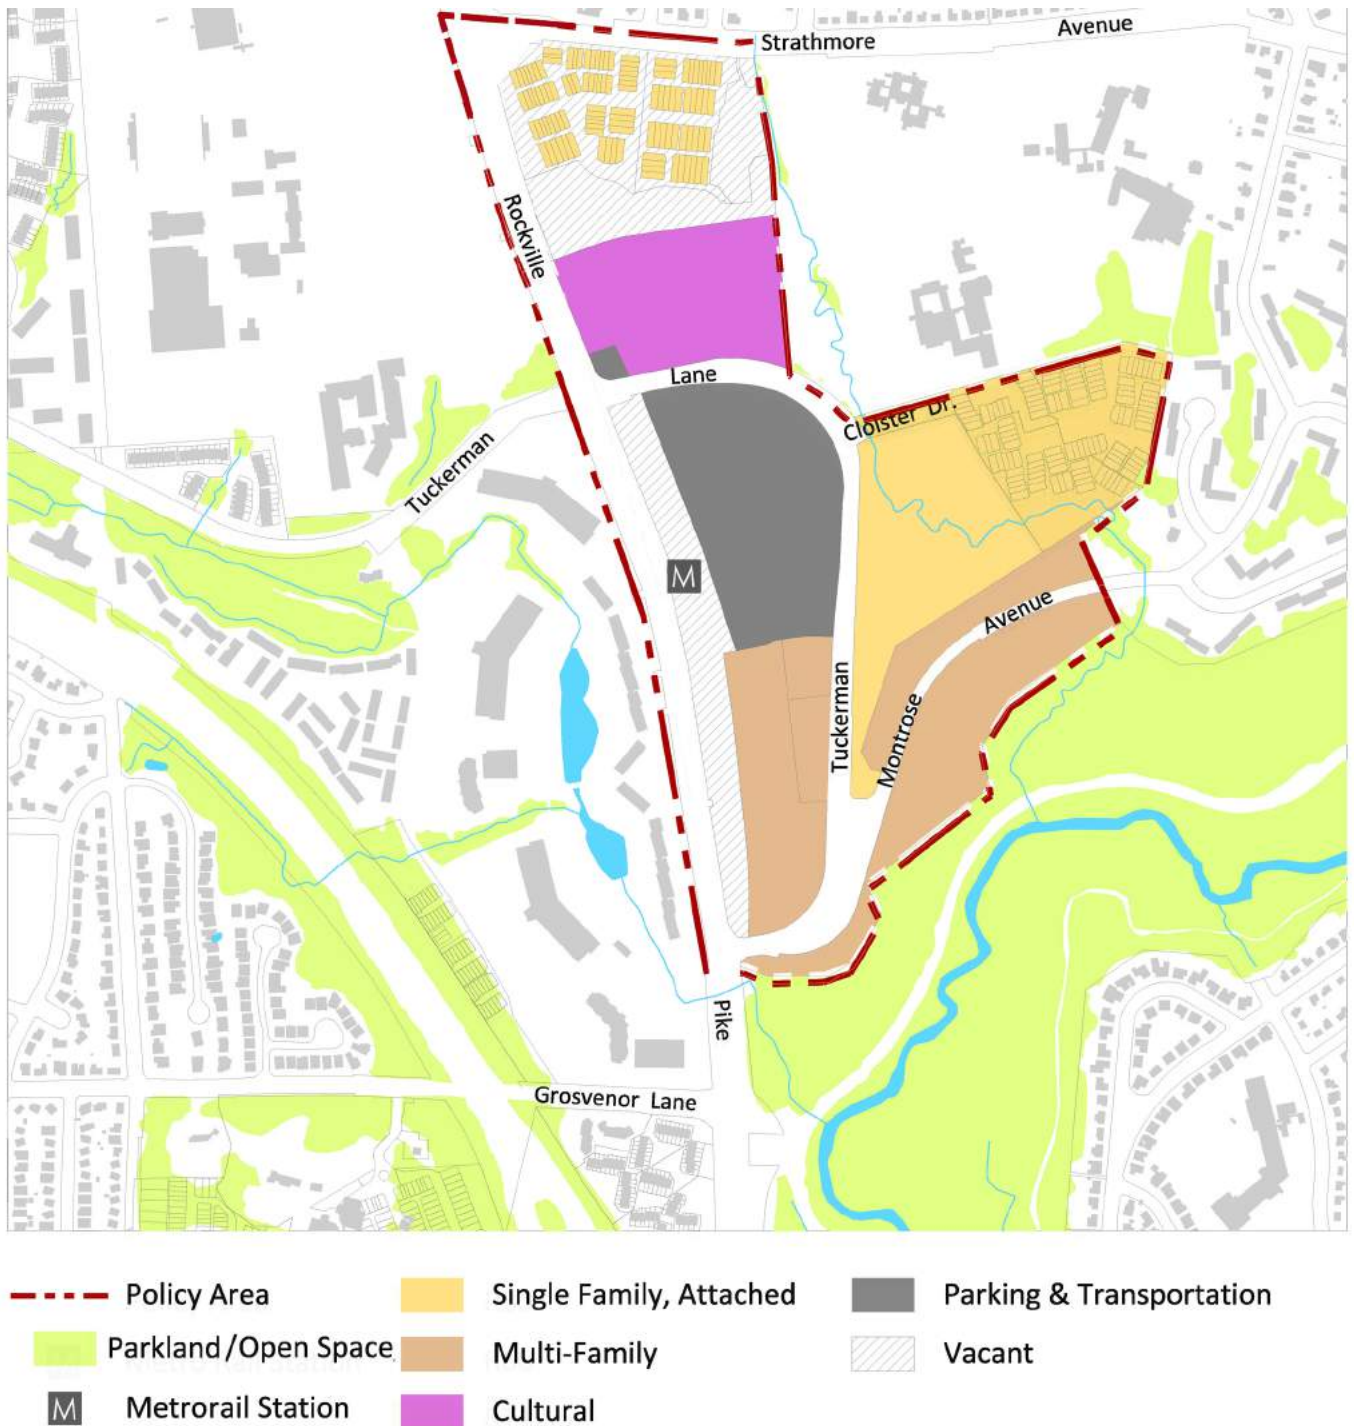 Strathmore
Avenue
Rockville
Lane
Cloister Dr.
Tuckerman
M
Avenue
Tuckerman
Montrose
Pike
Grosvenor Lane
Policy Area
Single Family, Attached
Parking & Transportation
Parkland/Open Space
Multi-Family
Vacant
M
Metrorail Station
Cultural